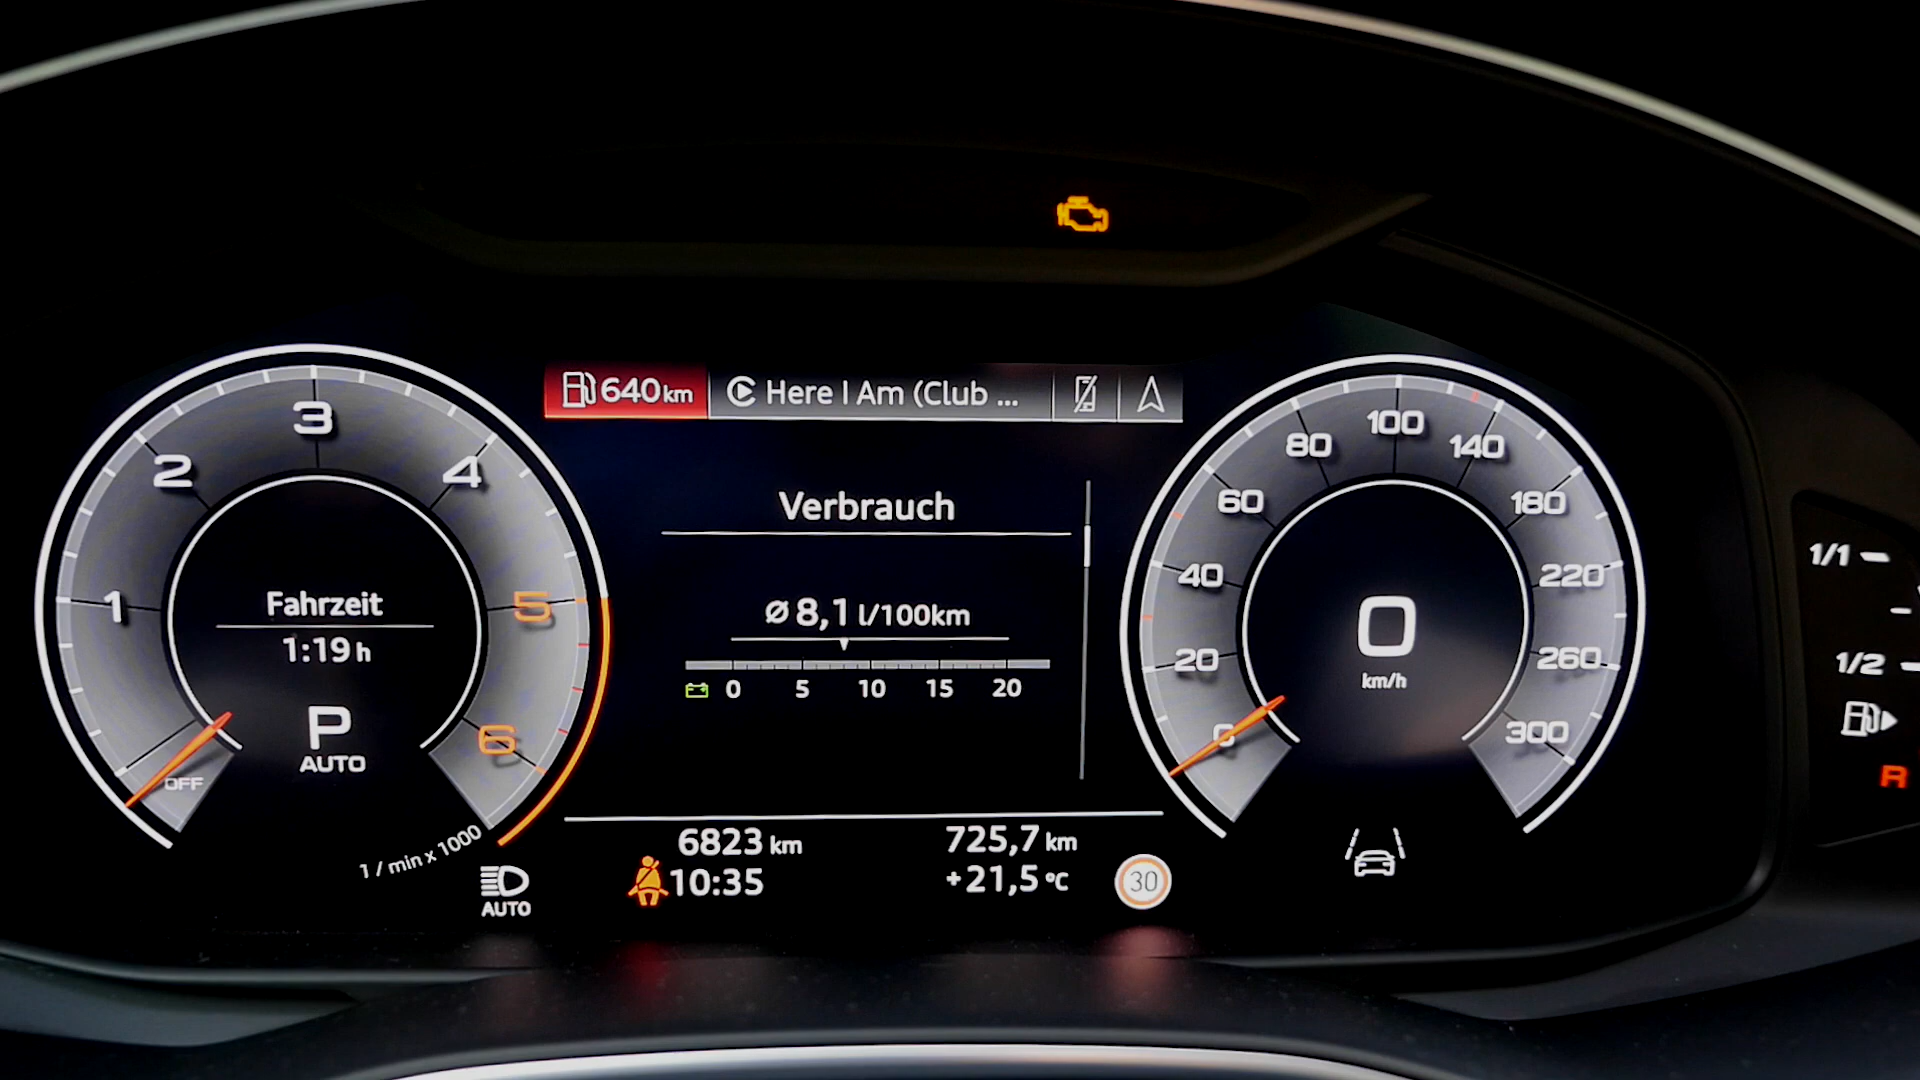 640 km
Here I Am (Club ...
Verbrauch
ø 8,1 l/100km
0 5 10 15 20
1 2 3 4 5 6
OFF
Fahrzeit
1:19 h
P
AUTO
1 / min x 1000
AUTO
6823 km
725,7 km
10:35
+21,5 °C
30
0 20 40 60 80 100 140 180 220 260 300
0
km/h
1/1
1/2
R